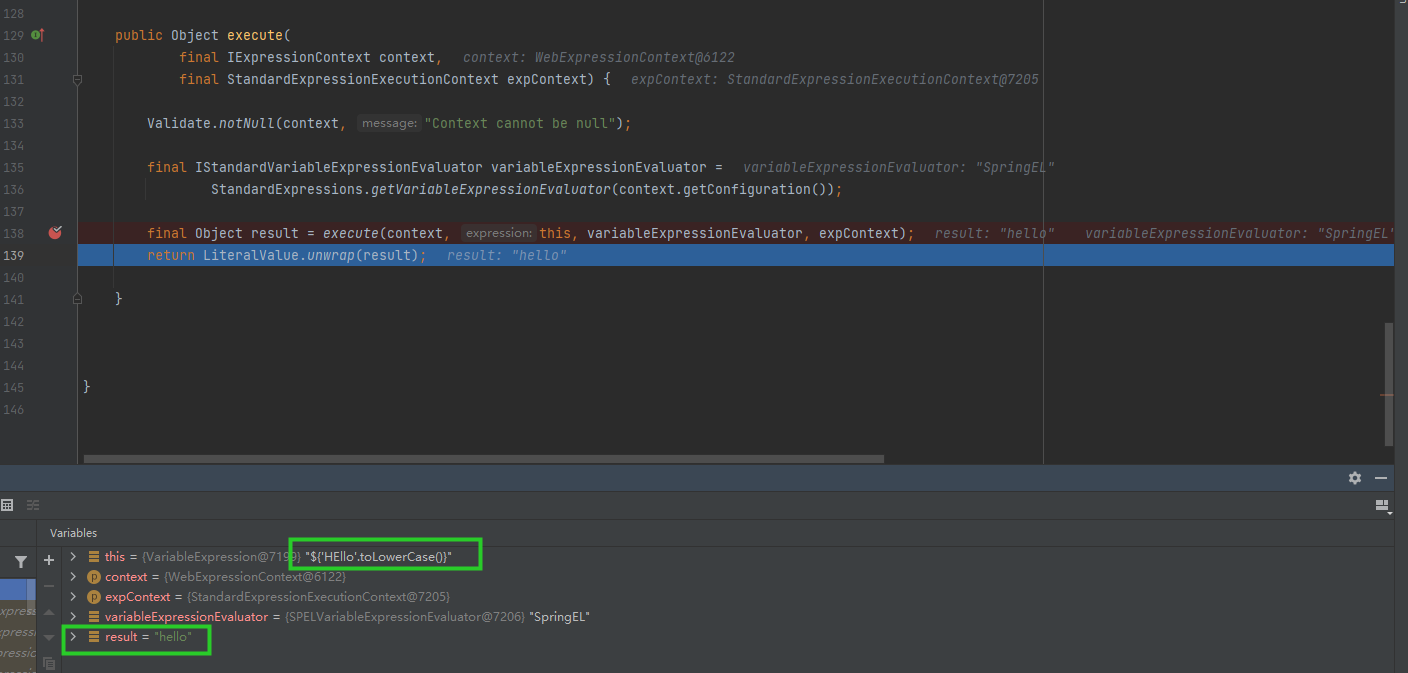 128
129 public Object execute(
130 final IExpressionContext context, context: WebExpressionContext@6122
131 final StandardExpressionExecutionContext expContext) { expContext: StandardExpressionExecutionContext@7205
132
133 Validate.notNull(context, message: "Context cannot be null");
134
135 final IStandardVariableExpressionEvaluator variableExpressionEvaluator = variableExpressionEvaluator: "SpringEL"
136 StandardExpressions.getVariableExpressionEvaluator(context.getConfiguration());
137
138 final Object result = execute(context, expression: this, variableExpressionEvaluator, expContext); result: "hello" variableExpressionEvaluator: "SpringEL"
139 return LiteralValue.unwrap(result); result: "hello"
140
141 }
142
143
144
145 }
146
Variables
this = {VariableExpression@7199} "${'HEllo'.toLowerCase()}"
p context = {WebExpressionContext@6122}
p expContext = {StandardExpressionExecutionContext@7205}
variableExpressionEvaluator = {SPELVariableExpressionEvaluator@7206} "SpringEL"
result = "hello"